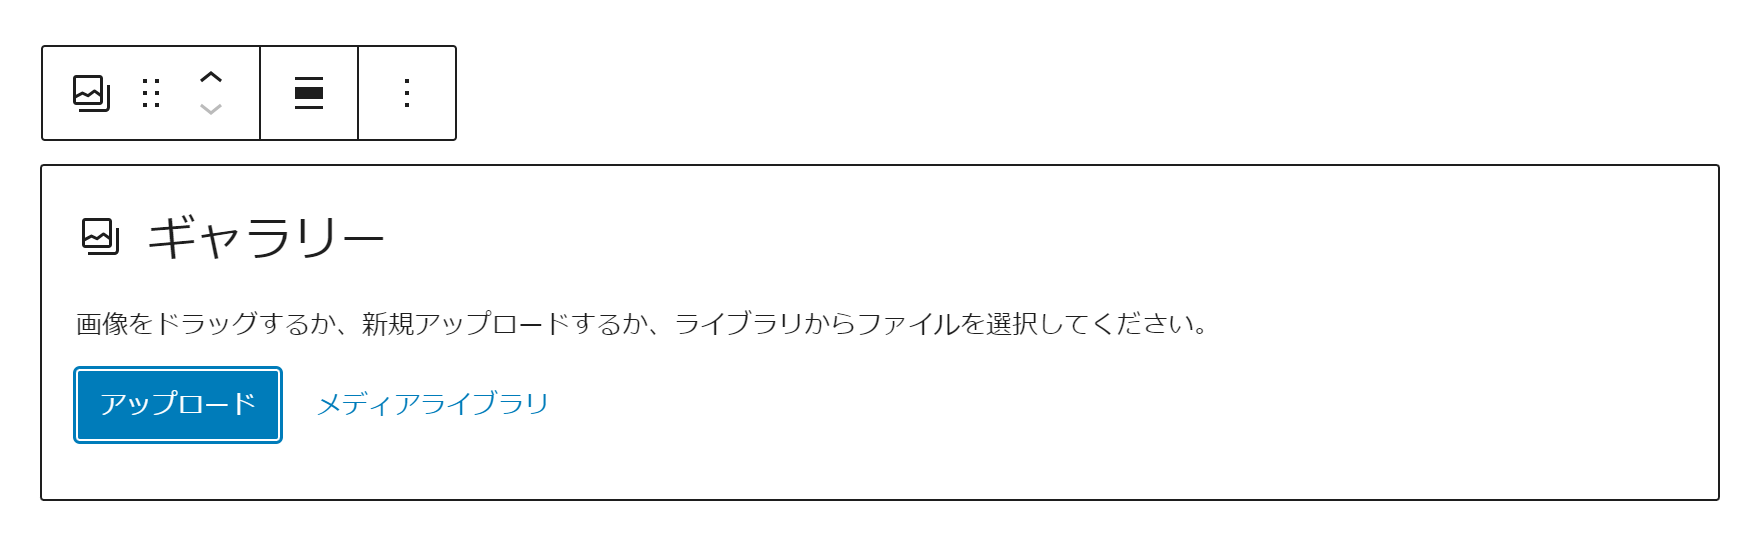 ギャラリー
画像をドラッグするか、新規アップロードするか、ライブラリからファイルを選択してください。
アップロード
メディアライブラリ